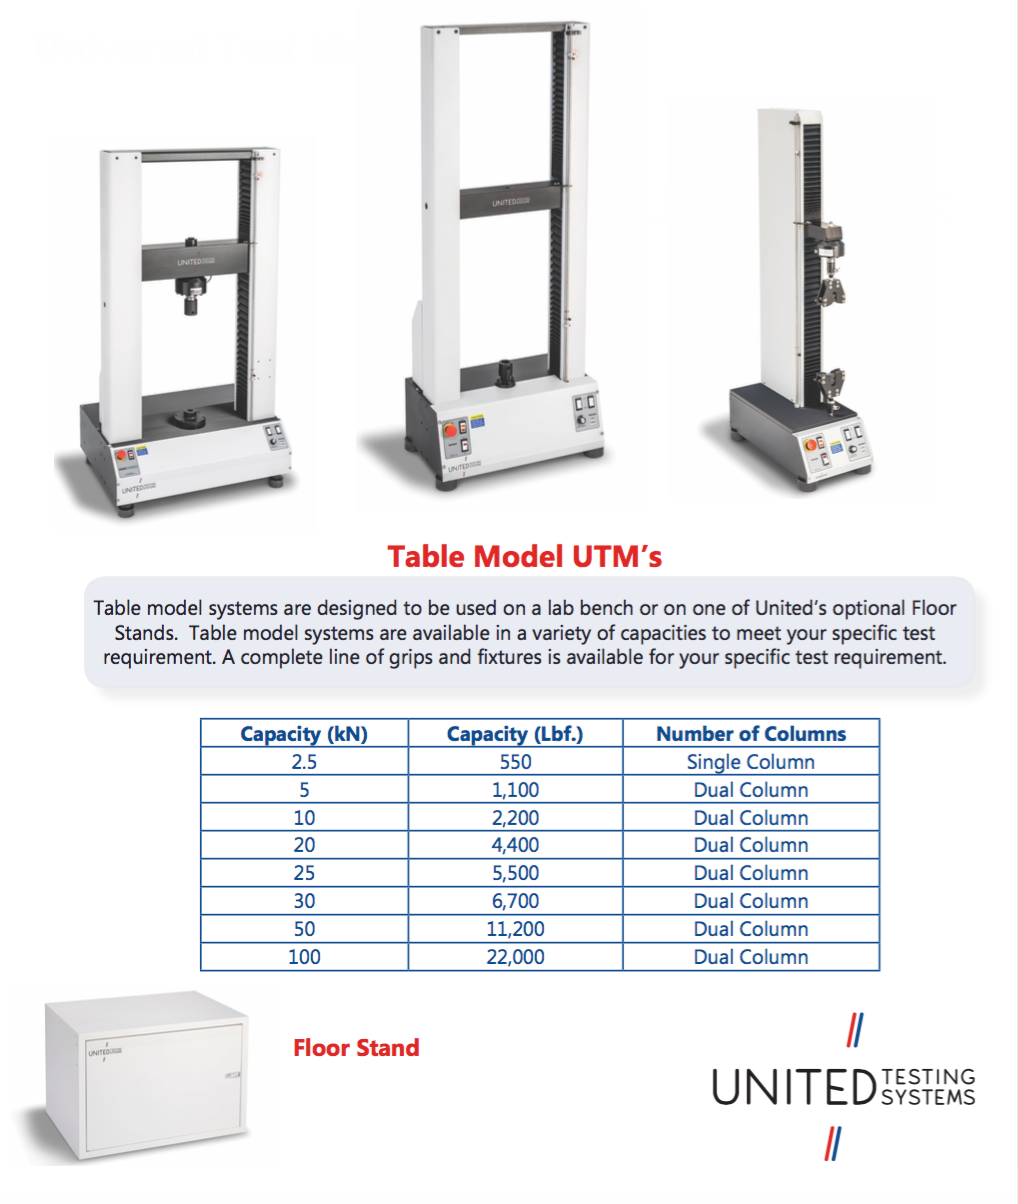 UNITED
UNITED
UNITED
UNITED
Table Model UTM’s
Table model systems are designed to be used on a lab bench or on one of United’s optional Floor
Stands. Table model systems are available in a variety of capacities to meet your specific test
requirement. A complete line of grips and fixtures is available for your specific test requirement.
Capacity (kN) Capacity (Lbf.) Number of Columns
2.5 550 Single Column
5 1,100 Dual Column
10 2,200 Dual Column
20 4,400 Dual Column
25 5,500 Dual Column
30 6,700 Dual Column
50 11,200 Dual Column
100 22,000 Dual Column
UNITED
Floor Stand
UNITED TESTING
SYSTEMS